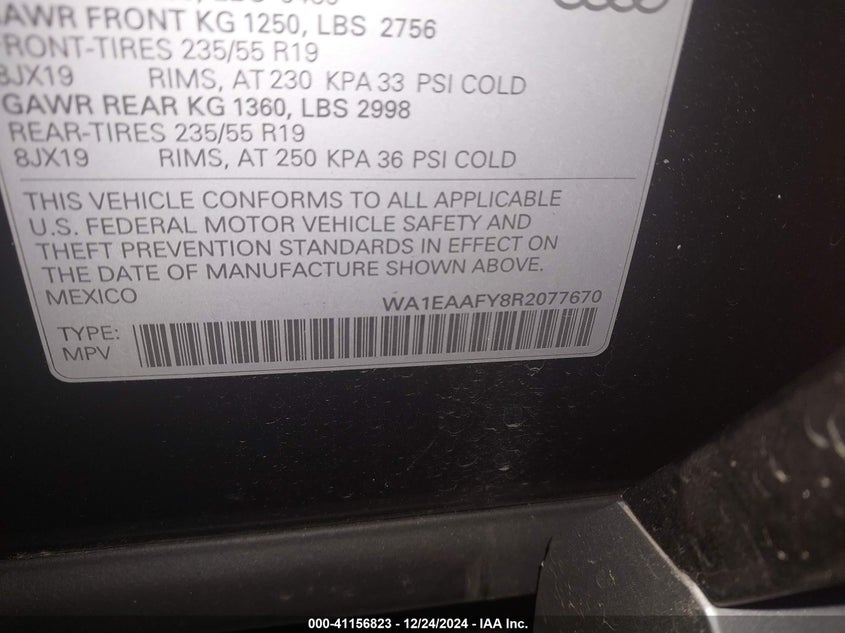 GAWR FRONT KG 1250, LBS 2756
FRONT-TIRES 235/55 R19
8JX19 RIMS, AT 230 KPA 33 PSI COLD
GAWR REAR KG 1360, LBS 2998
REAR-TIRES 235/55 R19
8JX19 RIMS, AT 250 KPA 36 PSI COLD
THIS VEHICLE CONFORMS TO ALL APPLICABLE
U.S. FEDERAL MOTOR VEHICLE SAFETY AND
THEFT PREVENTION STANDARDS IN EFFECT ON
THE DATE OF MANUFACTURE SHOWN ABOVE.
MEXICO WA1EAAFY8R2077670
TYPE:
MPV
000-41156823 - 12/24/2024 - IAA Inc.